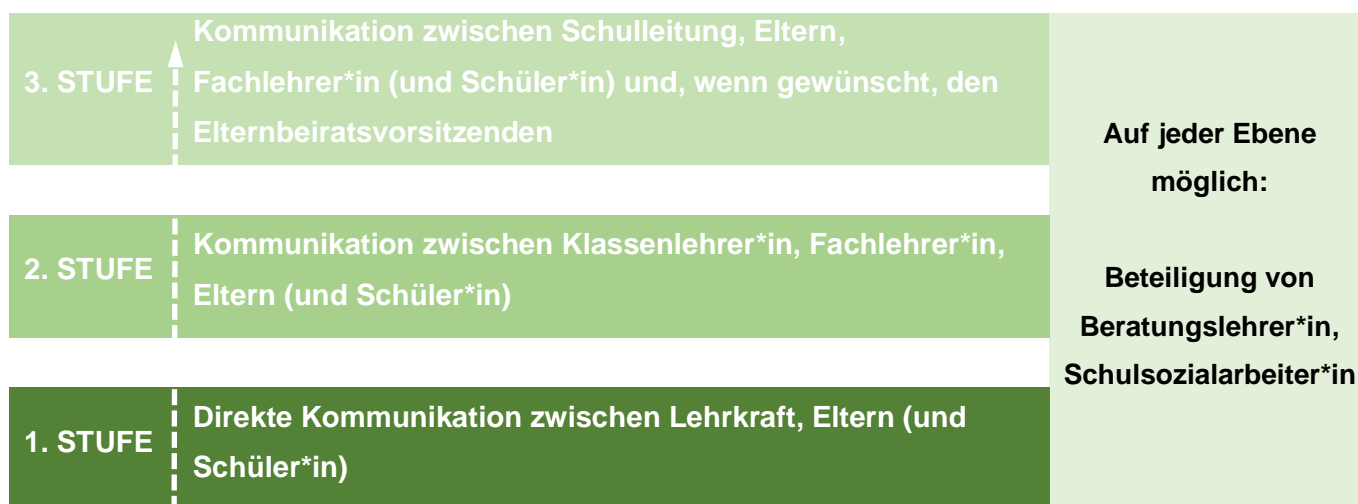 3. STUFE
Kommunikation zwischen Schulleitung, Eltern,
Fachlehrer*in (und Schüler*in) und, wenn gewünscht, den
Elternbeiratsvorsitzenden
2. STUFE
Kommunikation zwischen Klassenlehrer*in, Fachlehrer*in,
Eltern (und Schüler*in)
1. STUFE
Direkte Kommunikation zwischen Lehrkraft, Eltern (und
Schüler*in)
Auf jeder Ebene
möglich:
Beteiligung von
Beratungslehrer*in,
Schulsozialarbeiter*in